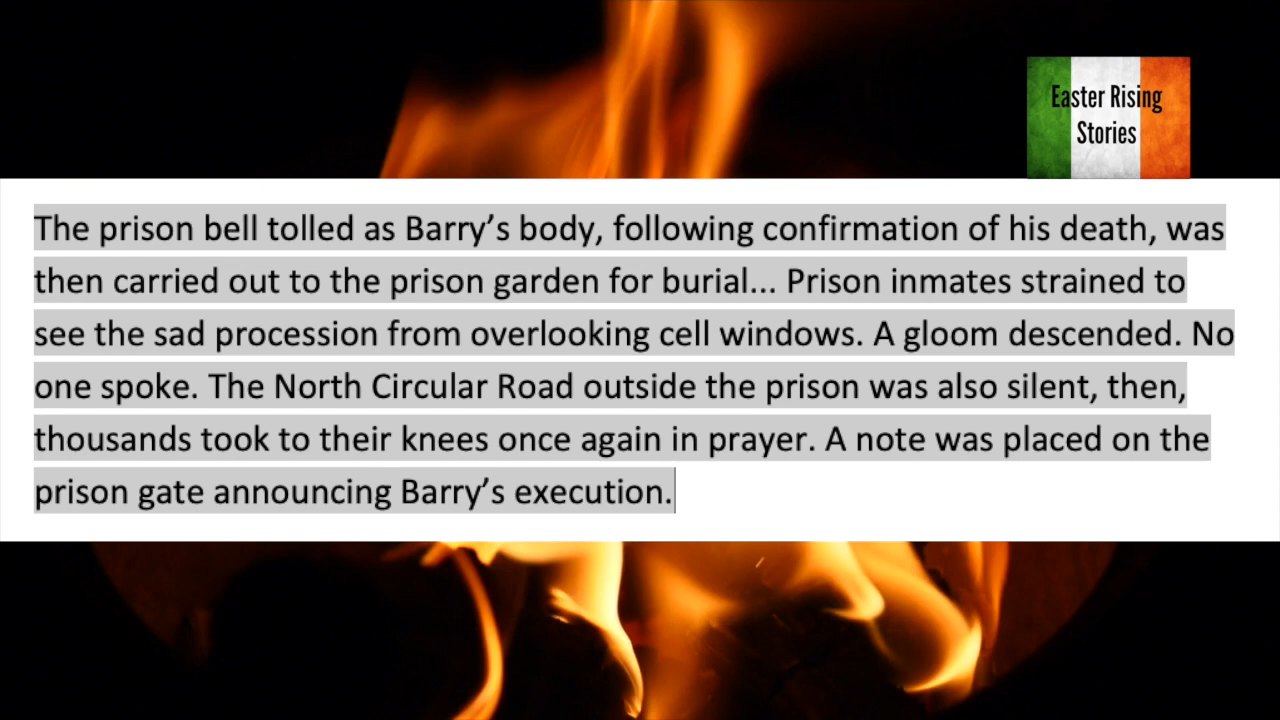 Easter Rising
Stories
The prison bell tolled as Barry’s body, following confirmation of his death, was
then carried out to the prison garden for burial... Prison inmates strained to
see the sad procession from overlooking cell windows. A gloom descended. No
one spoke. The North Circular Road outside the prison was also silent, then,
thousands took to their knees once again in prayer. A note was placed on the
prison gate announcing Barry’s execution.